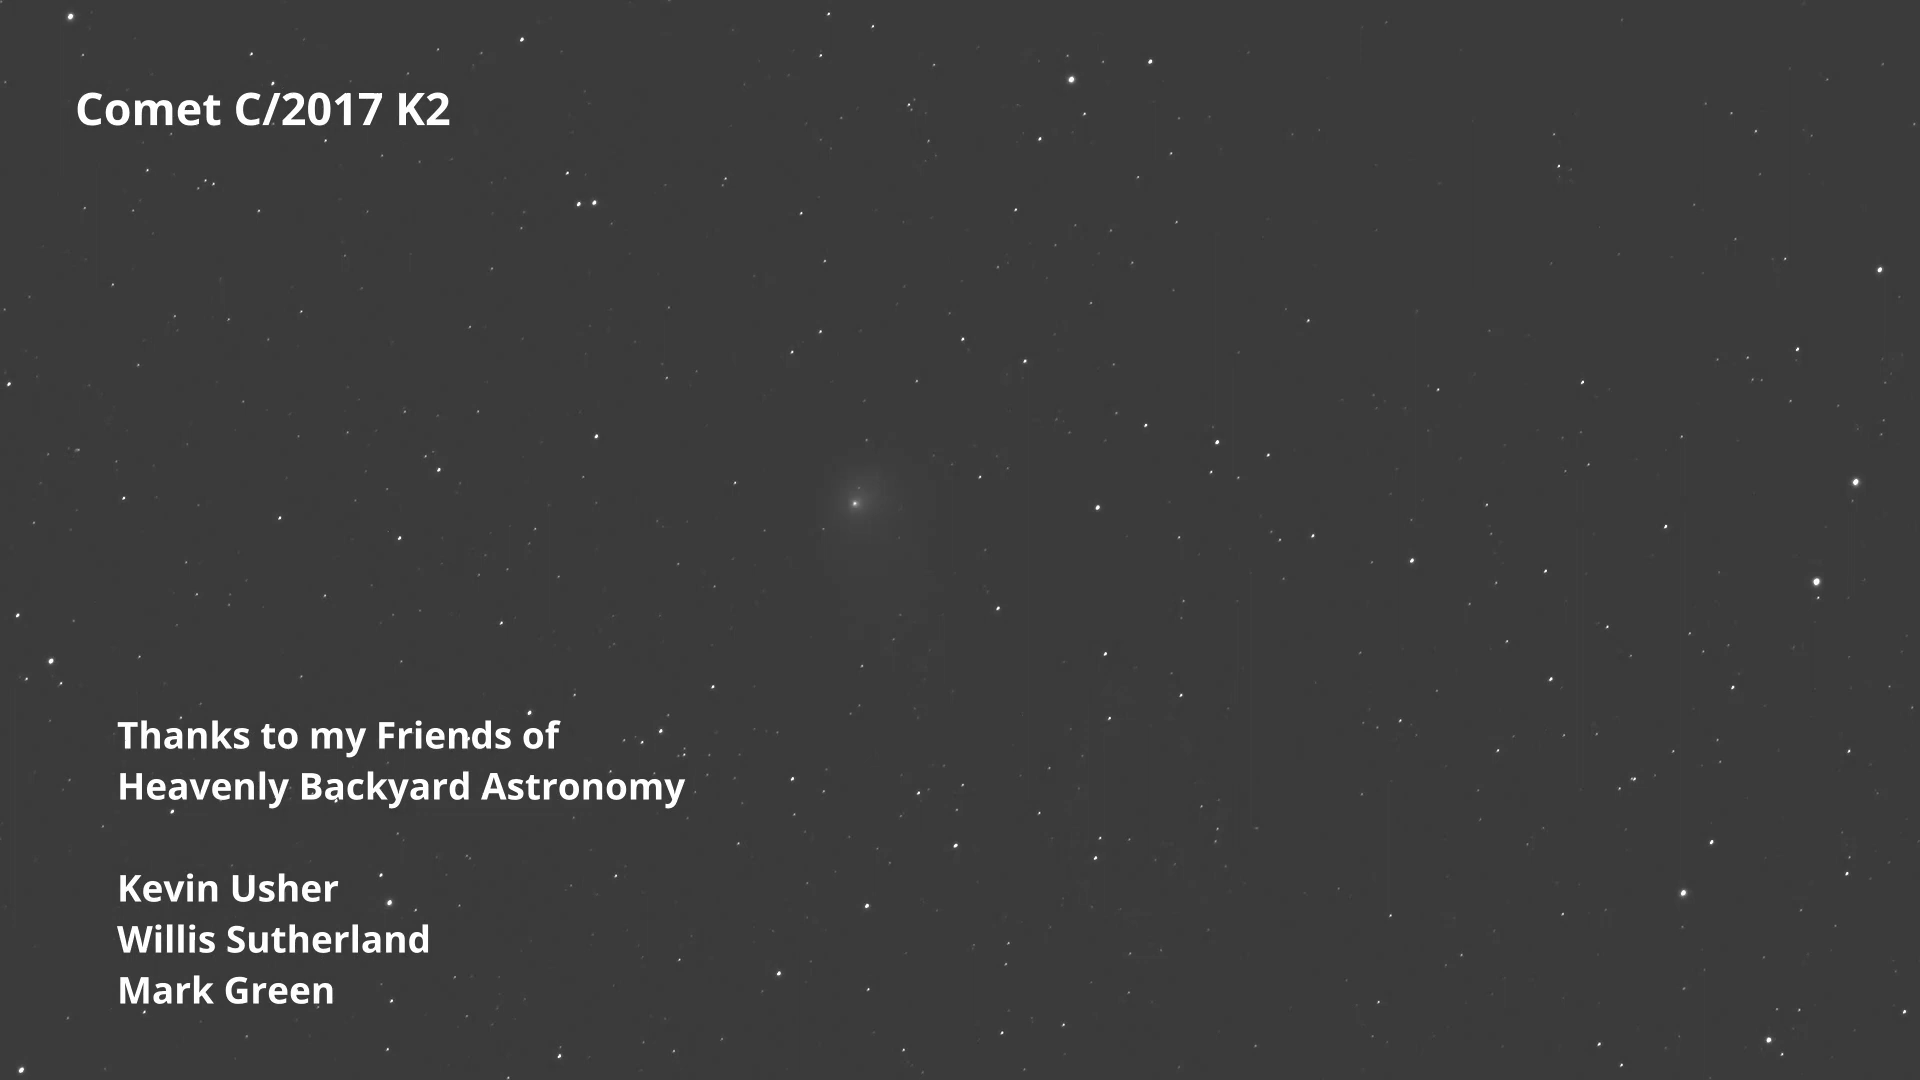 Comet C/2017 K2
Thanks to my Friends of
Heavenly Backyard Astronomy
Kevin Usher
Willis Sutherland
Mark Green